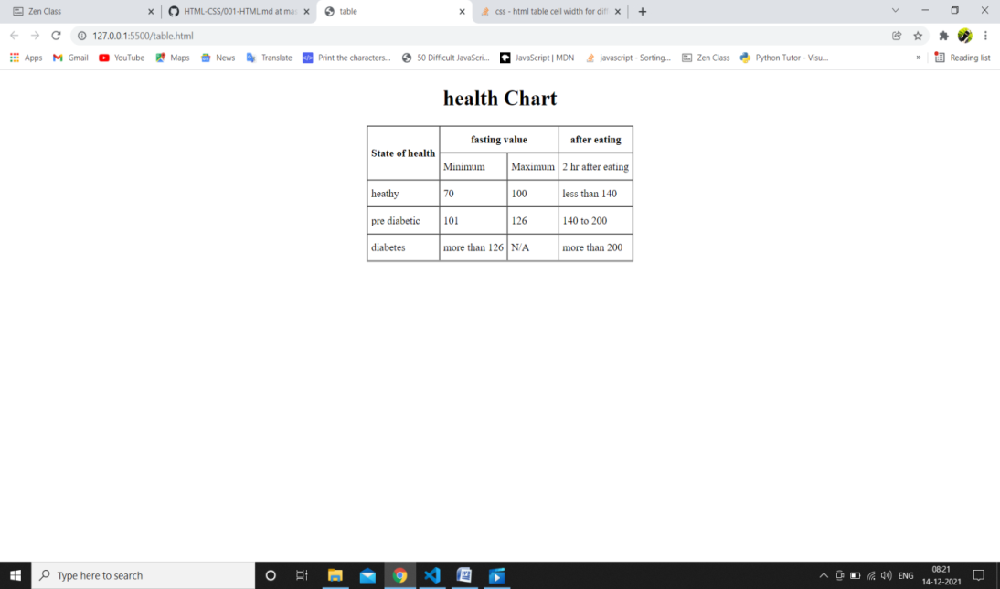 Zen Class
HTML-CSS/001-HTML.md at mas
table
css - html table cell width for diff
127.0.0.1:5500/table.html
Apps Gmail YouTube Maps News Translate Print the characters... 50 Difficult JavaScri... JavaScript | MDN javascript - Sorting... Zen Class Python Tutor - Visu... » Reading list
health Chart
State of health fasting value after eating
Minimum Maximum 2 hr after eating
heathy 70 100 less than 140
pre diabetic 101 126 140 to 200
diabetes more than 126 N/A more than 200
Type here to search
ENG
08:21
14-12-2021